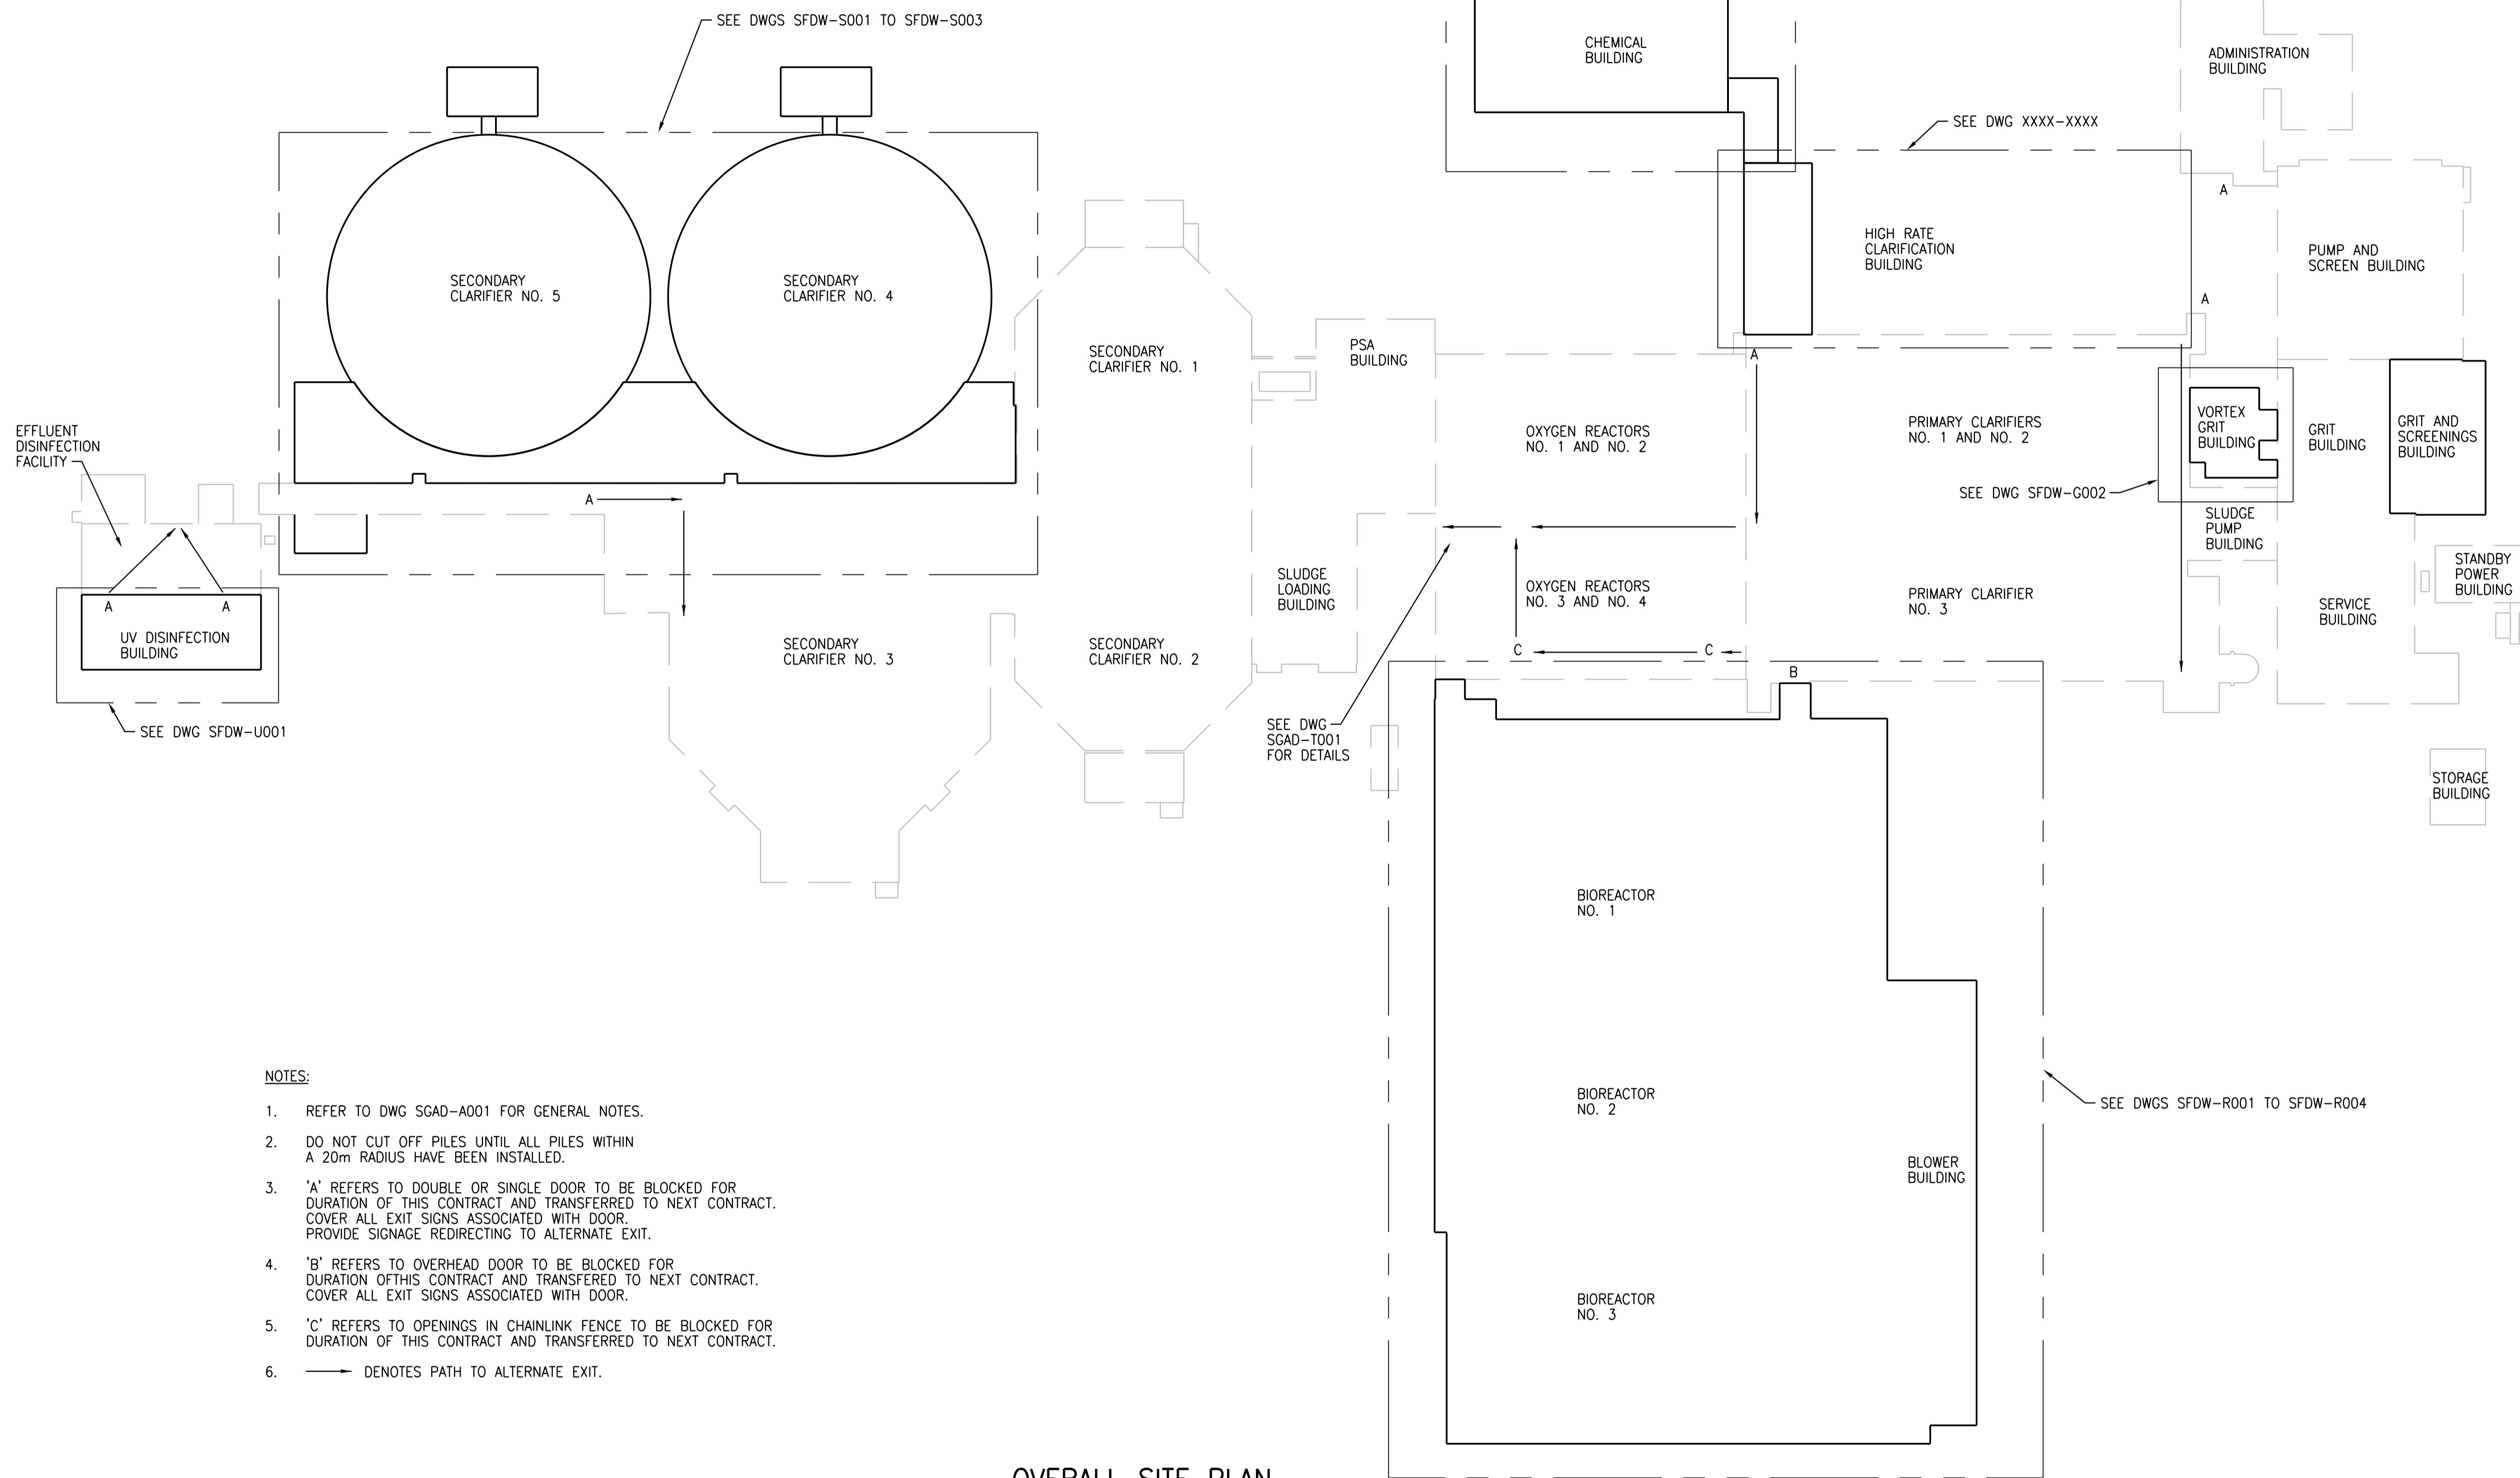 SEE DWGS SFDW-S001 TO SFDW-S003
CHEMICAL
BUILDING
ADMINISTRATION
BUILDING
SEE DWG XXXX-XXXX
A
HIGH RATE
CLARIFICATION
BUILDING
PUMP AND
SCREEN BUILDING
SECONDARY
CLARIFIER NO. 5
SECONDARY
CLARIFIER NO. 4
A
SECONDARY
CLARIFIER NO. 1
PSA
BUILDING
A
EFFLUENT
DISINFECTION
FACILITY
OXYGEN REACTORS
NO. 1 AND NO. 2
PRIMARY CLARIFIERS
NO. 1 AND NO. 2
VORTEX
GRIT
BUILDING
GRIT
BUILDING
GRIT AND
SCREENINGS
BUILDING
SEE DWG SFDW-G002
A
SLUDGE
PUMP
BUILDING
STANDBY
POWER
BUILDING
SLUDGE
LOADING
BUILDING
OXYGEN REACTORS
NO. 3 AND NO. 4
PRIMARY CLARIFIER
NO. 3
SERVICE
BUILDING
A
A
UV DISINFECTION
BUILDING
SECONDARY
CLARIFIER NO. 3
SECONDARY
CLARIFIER NO. 2
C
C
B
SEE DWG SFDW-U001
SEE DWG
SGAD-T001
FOR DETAILS
STORAGE
BUILDING
BIOREACTOR
NO. 1
BIOREACTOR
NO. 2
SEE DWGS SFDW-R001 TO SFDW-R004
BLOWER
BUILDING
BIOREACTOR
NO. 3
NOTES:
1. REFER TO DWG SGAD-A001 FOR GENERAL NOTES.
2. DO NOT CUT OFF PILES UNTIL ALL PILES WITHIN
A 20m RADIUS HAVE BEEN INSTALLED.
3. 'A' REFERS TO DOUBLE OR SINGLE DOOR TO BE BLOCKED FOR
DURATION OF THIS CONTRACT AND TRANSFERRED TO NEXT CONTRACT.
COVER ALL EXIT SIGNS ASSOCIATED WITH DOOR.
PROVIDE SIGNAGE REDIRECTING TO ALTERNATE EXIT.
4. 'B' REFERS TO OVERHEAD DOOR TO BE BLOCKED FOR
DURATION OFTHIS CONTRACT AND TRANSFERED TO NEXT CONTRACT.
COVER ALL EXIT SIGNS ASSOCIATED WITH DOOR.
5. 'C' REFERS TO OPENINGS IN CHAINLINK FENCE TO BE BLOCKED FOR
DURATION OF THIS CONTRACT AND TRANSFERRED TO NEXT CONTRACT.
6. DENOTES PATH TO ALTERNATE EXIT.
OVERALL SITE PLAN